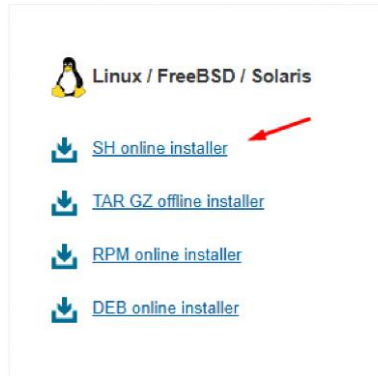 Linux / FreeBSD / Solaris
SH online installer
TAR GZ offline installer
RPM online installer
DEB online installer